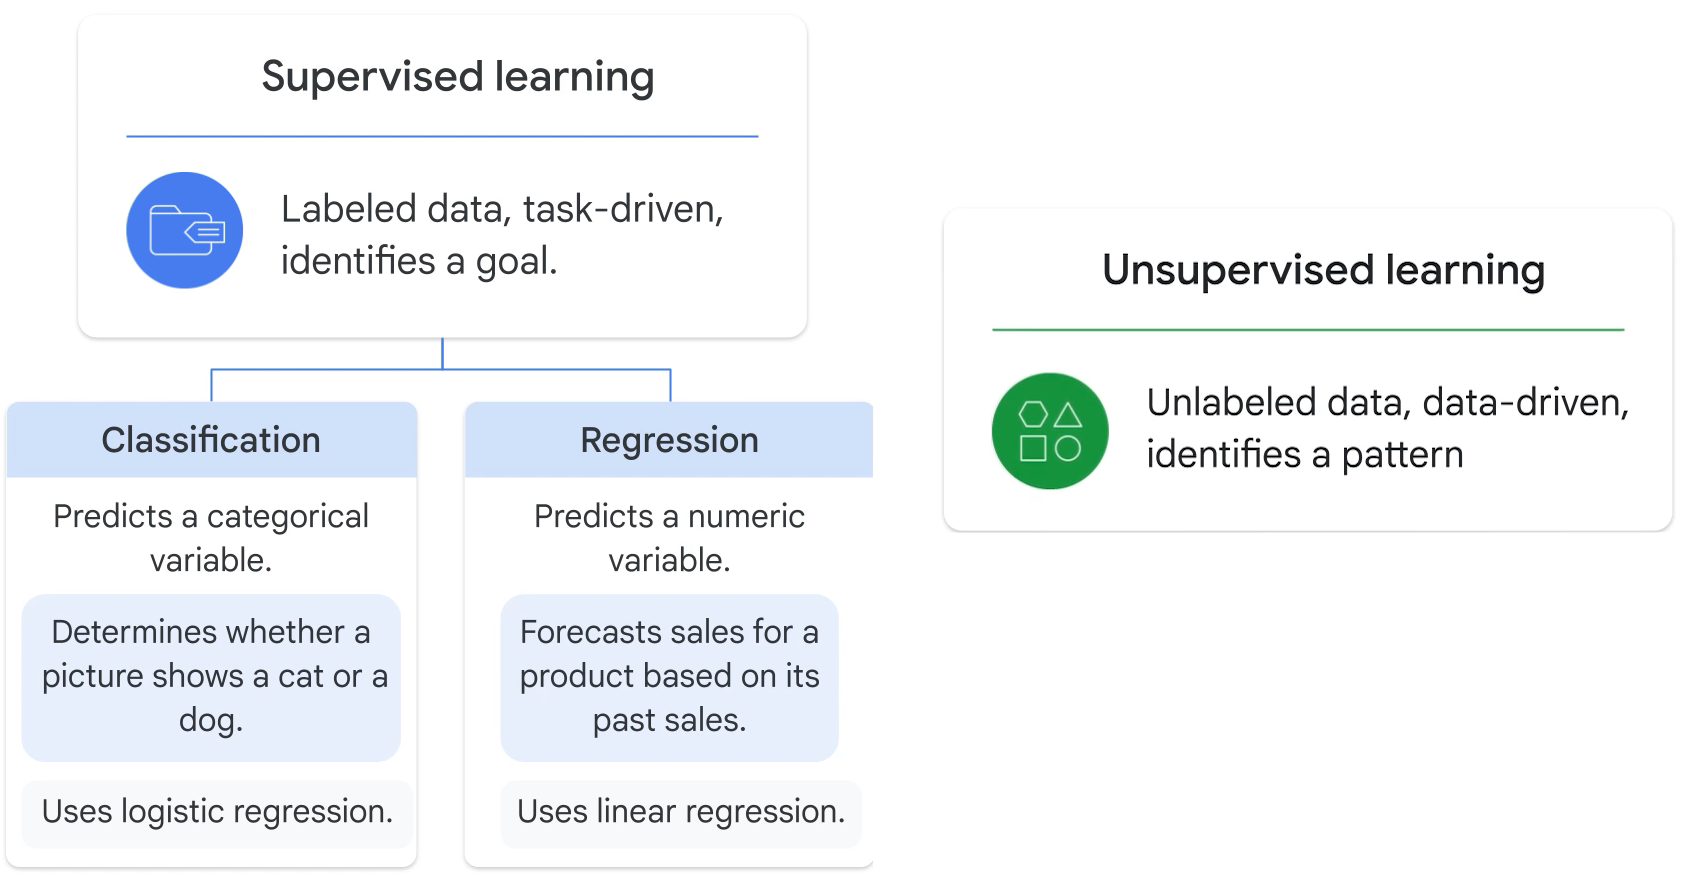 Supervised learning
Labeled data, task-driven,
identifies a goal.
Classification
Predicts a categorical
variable.
Determines whether a
picture shows a cat or a
dog.
Uses logistic regression.
Regression
Predicts a numeric
variable.
Forecasts sales for a
product based on its
past sales.
Uses linear regression.
Unsupervised learning
Unlabeled data, data-driven,
identifies a pattern